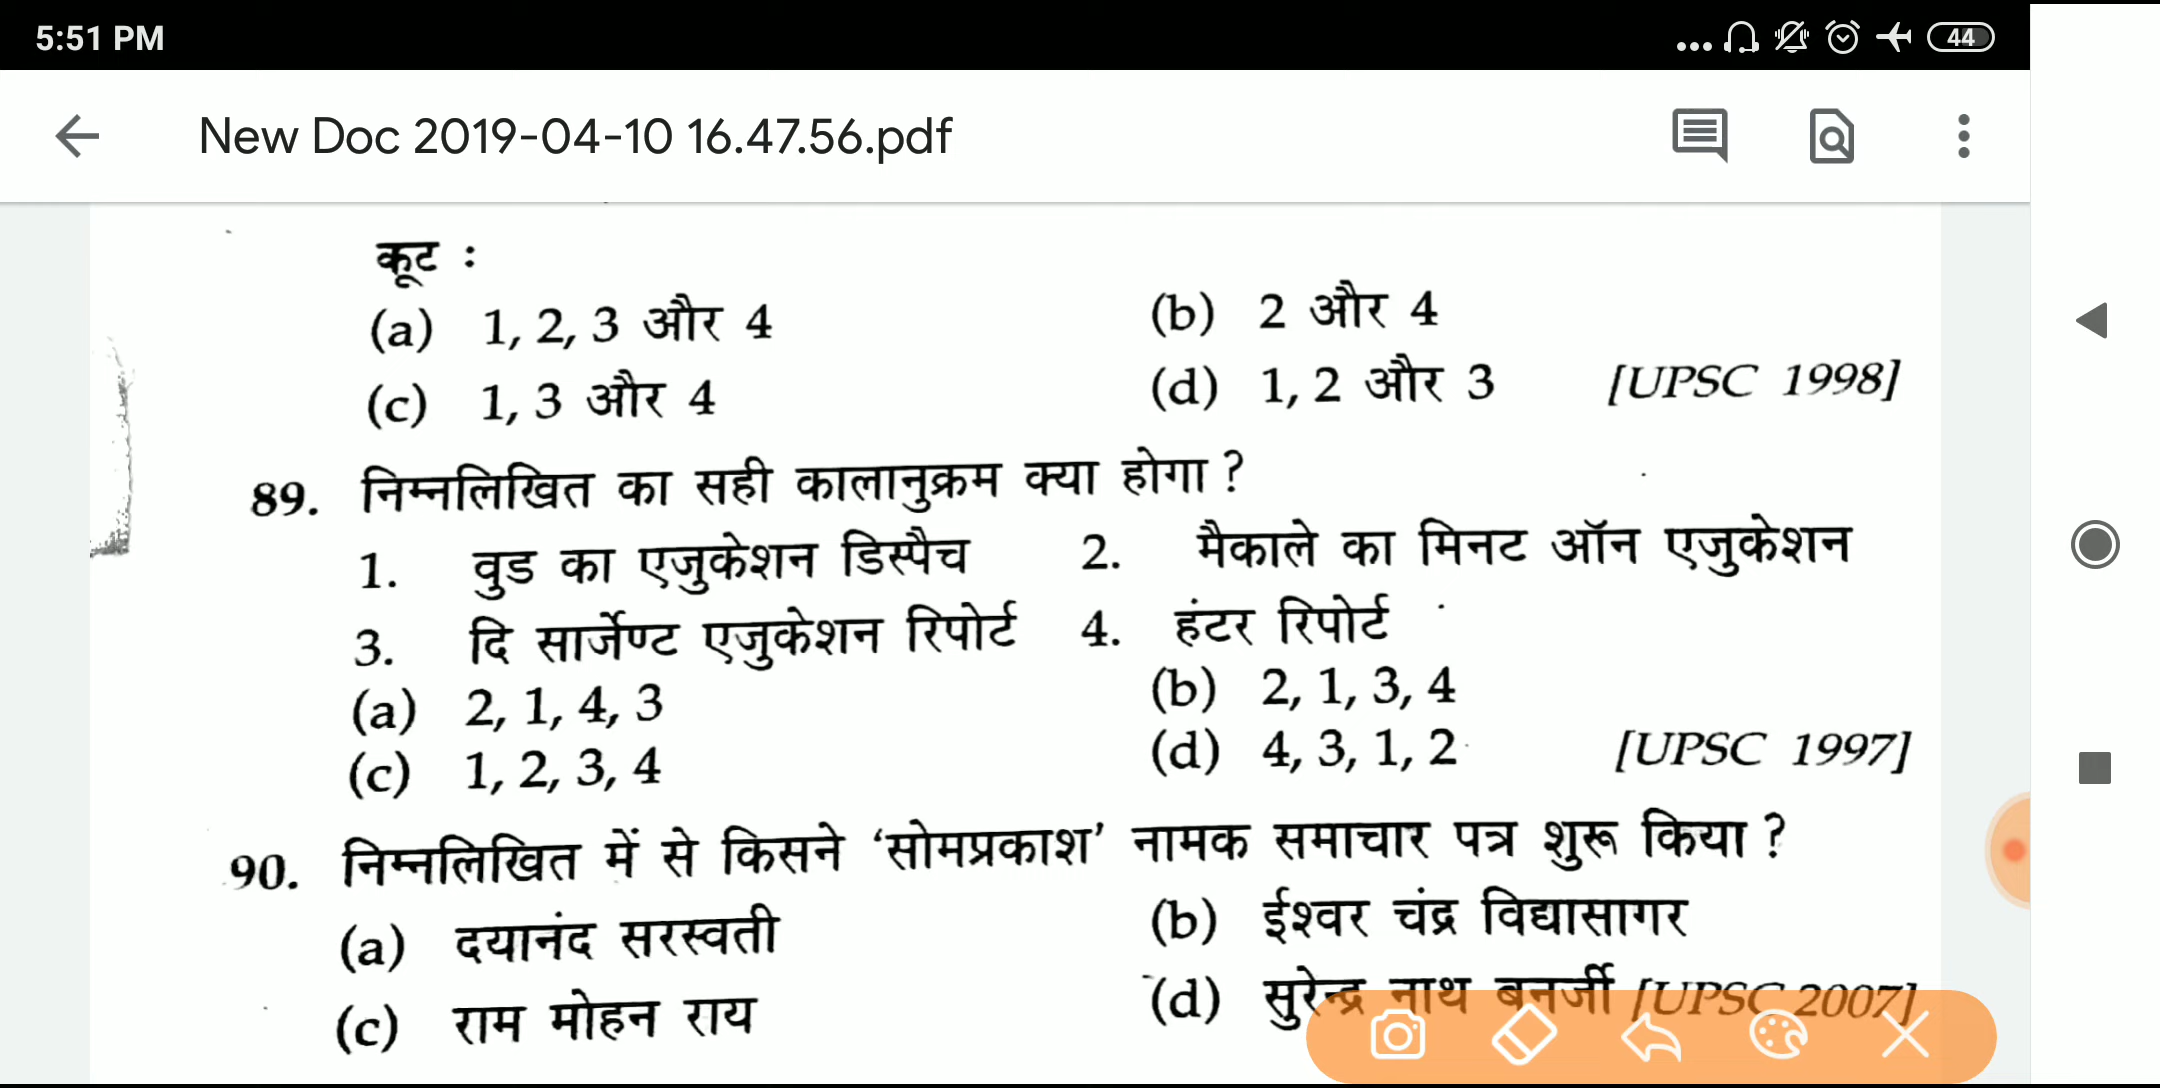 5:51 PM
44
New Doc 2019-04-10 16.47.56.pdf
कूट :
(a) 1, 2, 3 और 4 (b) 2 और 4
(c) 1, 3 और 4 (d) 1, 2 और 3 [UPSC 1998]
89. निम्नलिखित का सही कालानुक्रम क्या होगा ?
1. वुड का एजुकेशन डिस्पैच 2. मैकाले का मिनट ऑन एजुकेशन
3. दि सार्जेण्ट एजुकेशन रिपोर्ट 4. हंटर रिपोर्ट
(a) 2, 1, 4, 3 (b) 2, 1, 3, 4
(c) 1, 2, 3, 4 (d) 4, 3, 1, 2 [UPSC 1997]
90. निम्नलिखित में से किसने ‘सोमप्रकाश’ नामक समाचार पत्र शुरू किया ?
(a) दयानंद सरस्वती (b) ईश्वर चंद्र विद्यासागर
(c) राम मोहन राय (d) सुरेन्द्र नाथ बनर्जी [UPSC 2007]